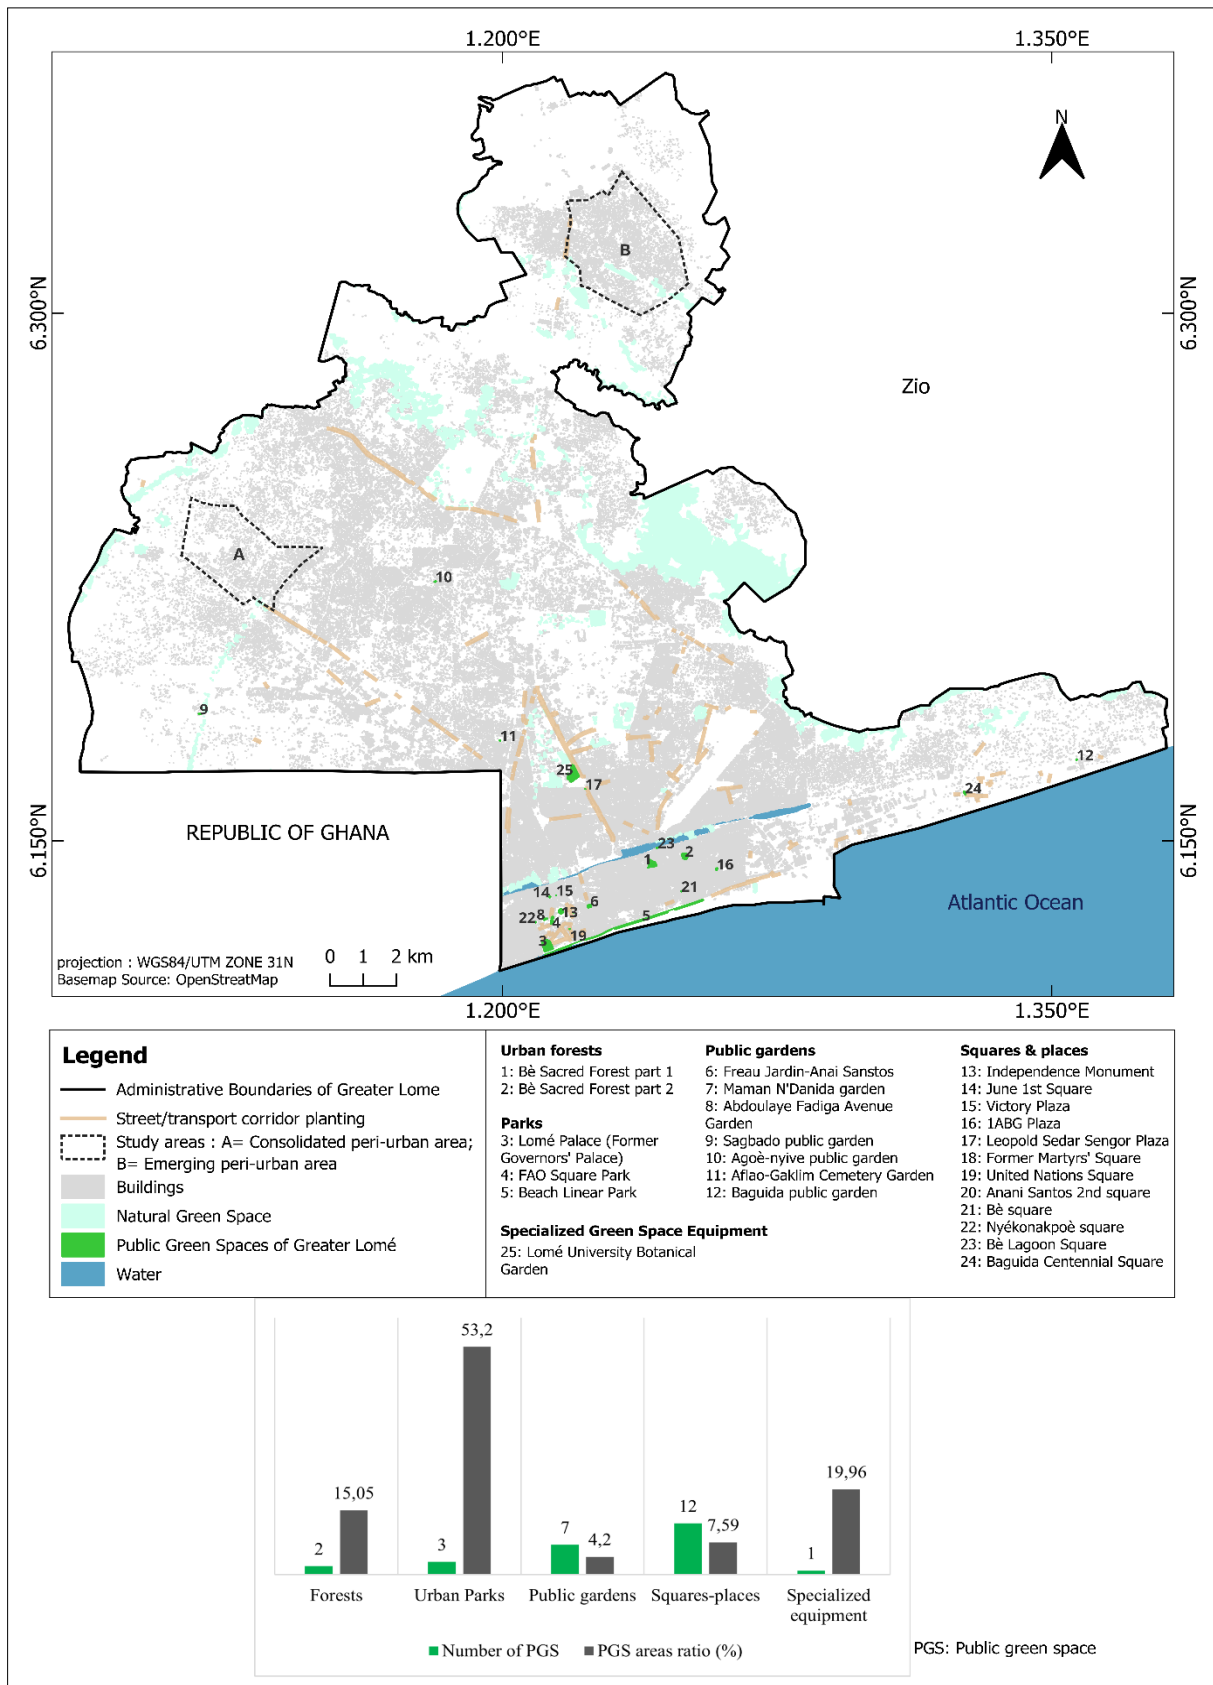 1.200°E
1.350°E
N
B
6.300°N
6.300°N
Zio
A
10
9
11
12
25
17
24
REPUBLIC OF GHANA
6.150°N
6.150°N
23
1
2
16
14
15
21
6
Atlantic Ocean
22
8
13
4
5
19
3
projection : WGS84/UTM ZONE 31N
Basemap Source: OpenStreetMap
0 1 2 km
1.200°E
1.350°E
Legend
Administrative Boundaries of Greater Lome
Street/transport corridor planting
Study areas : A= Consolidated peri-urban area;
B= Emerging peri-urban area
Buildings
Natural Green Space
Public Green Spaces of Greater Lomé
Water
Urban forests
1: Bè Sacred Forest part 1
2: Bè Sacred Forest part 2
Parks
3: Lomé Palace (Former
Governors' Palace)
4: FAO Square Park
5: Beach Linear Park
Specialized Green Space Equipment
25: Lomé University Botanical
Garden
Public gardens
6: Freau Jardin-Anai Sanstos
7: Maman N'Danida garden
8: Abdoulaye Fadiga Avenue
Garden
9: Sagbado public garden
10: Agoè-nyive public garden
11: Aflao-Gaklim Cemetery Garden
12: Baguida public garden
Squares & places
13: Independence Monument
14: June 1st Square
15: Victory Plaza
16: 1ABG Plaza
17: Leopold Sedar Sengor Plaza
18: Former Martyrs' Square
19: United Nations Square
20: Anani Santos 2nd square
21: Bè square
22: Nyékonakpoè square
23: Bè Lagoon Square
24: Baguida Centennial Square
53,2
15,05
19,96
12
7
7,59
2
3
4,2
1
Forests
Urban Parks
Public gardens
Squares-places
Specialized
equipment
Number of PGS
PGS areas ratio (%)
PGS: Public green space